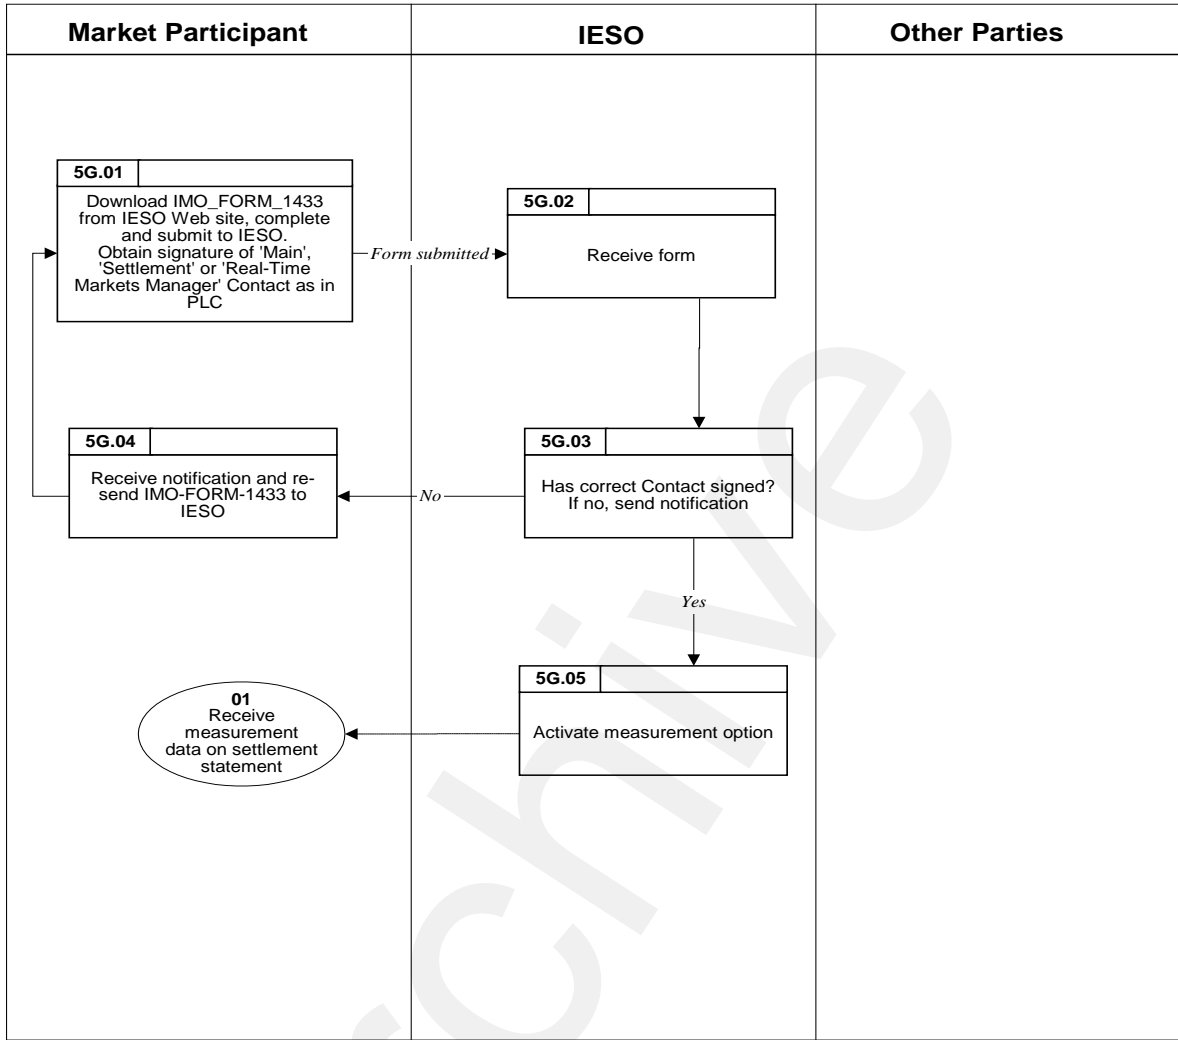 Market Participant
IESO
Other Parties
5G.01
Download IMO_FORM_1433
from IESO Web site, complete
and submit to IESO.
Obtain signature of 'Main',
'Settlement' or 'Real-Time
Markets Manager' Contact as in
PLC
Form submitted
5G.02
Receive form
5G.04
Receive notification and re-
send IMO-FORM-1433 to
IESO
No
5G.03
Has correct Contact signed?
If no, send notification
Yes
5G.05
Activate measurement option
01
Receive
measurement
data on settlement
statement
rchive